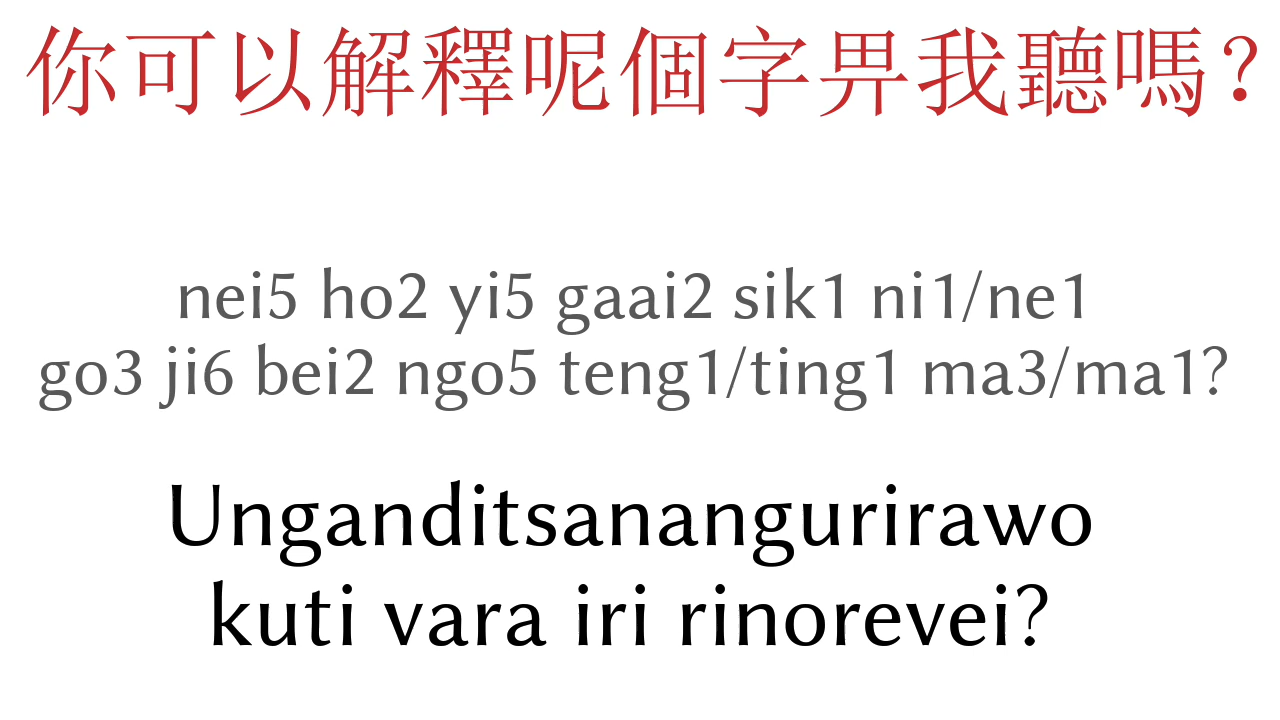 你可以解釋呢個字畀我聽嗎？
nei5 ho2 yi5 gaai2 sik1 ni1/ne1
go3 ji6 bei2 ngo5 teng1/ting1 ma3/ma1?
Unganditsanangurirawo
kuti vara iri rinorevei?